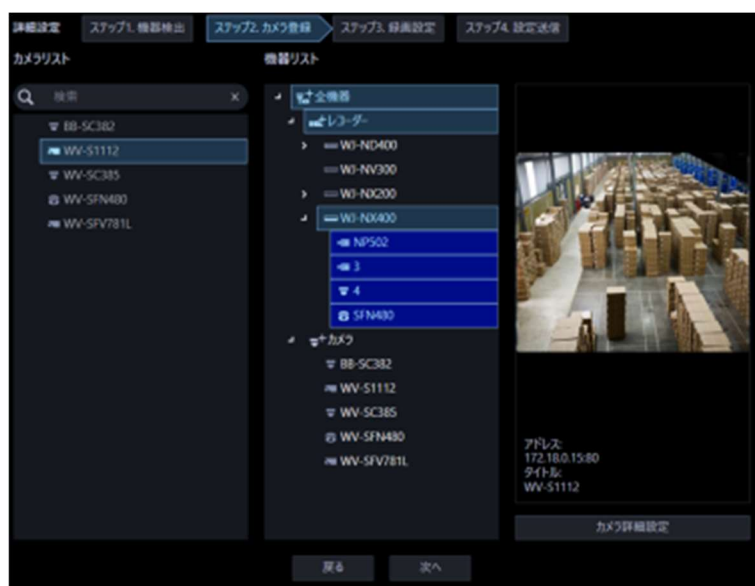 詳細設定 ステップ1. 機器検出 ステップ2. カメラ登録 ステップ3. 録画設定 ステップ4. 設定送信
カメラリスト
検索 ×
BB-SC382
WV-S1112
WV-SC385
WV-SFN480
WV-SFV781L
機器リスト
全機器
レコーダー
WJ-ND400
WJ-NV300
WJ-NX200
WJ-NX400
NP502
3
4
SFN480
カメラ
BB-SC382
WV-S1112
WV-SC385
WV-SFN480
WV-SFV781L
アドレス:
172.18.0.15:80
タイトル:
WV-S1112
カメラ詳細設定
戻る 次へ